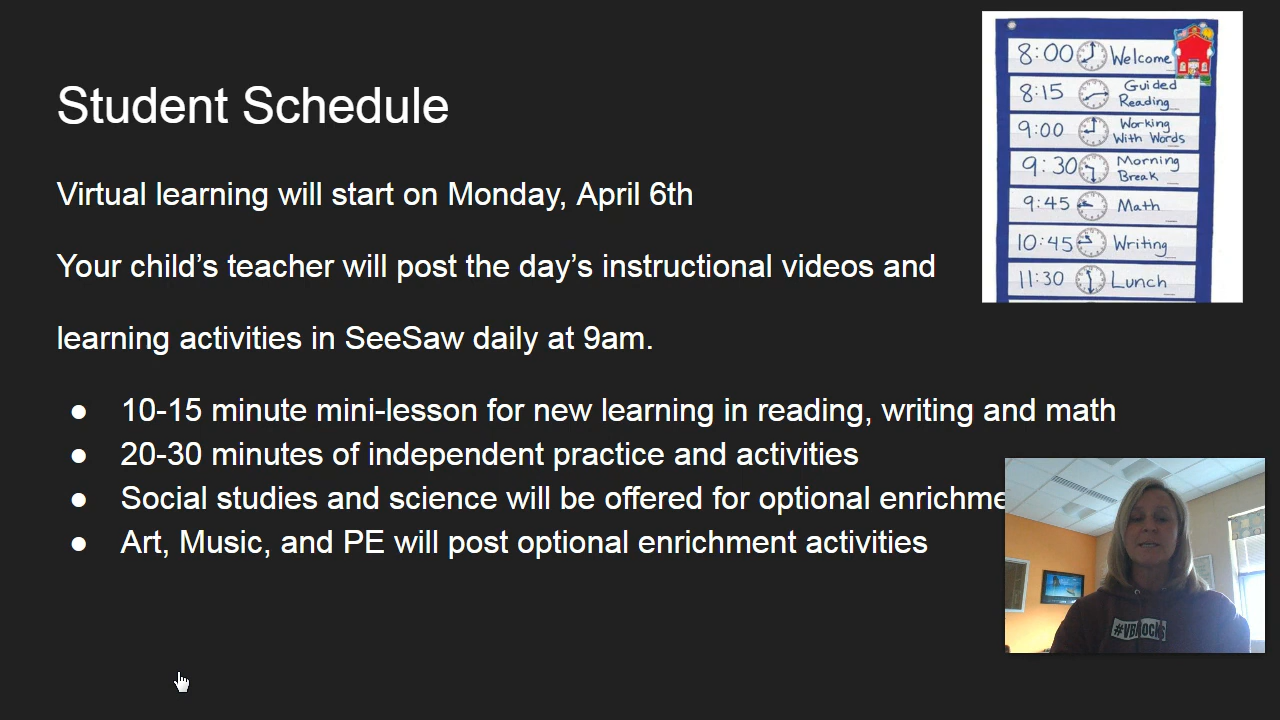 Student Schedule
Virtual learning will start on Monday, April 6th
Your child’s teacher will post the day’s instructional videos and
learning activities in SeeSaw daily at 9am.
● 10-15 minute mini-lesson for new learning in reading, writing and math
● 20-30 minutes of independent practice and activities
● Social studies and science will be offered for optional enrichme
● Art, Music, and PE will post optional enrichment activities
8:00 Welcome
8:15 Guided
Reading
9:00 Working
With Words
9:30 Morning
Break
9:45 Math
10:45 Writing
11:30 Lunch